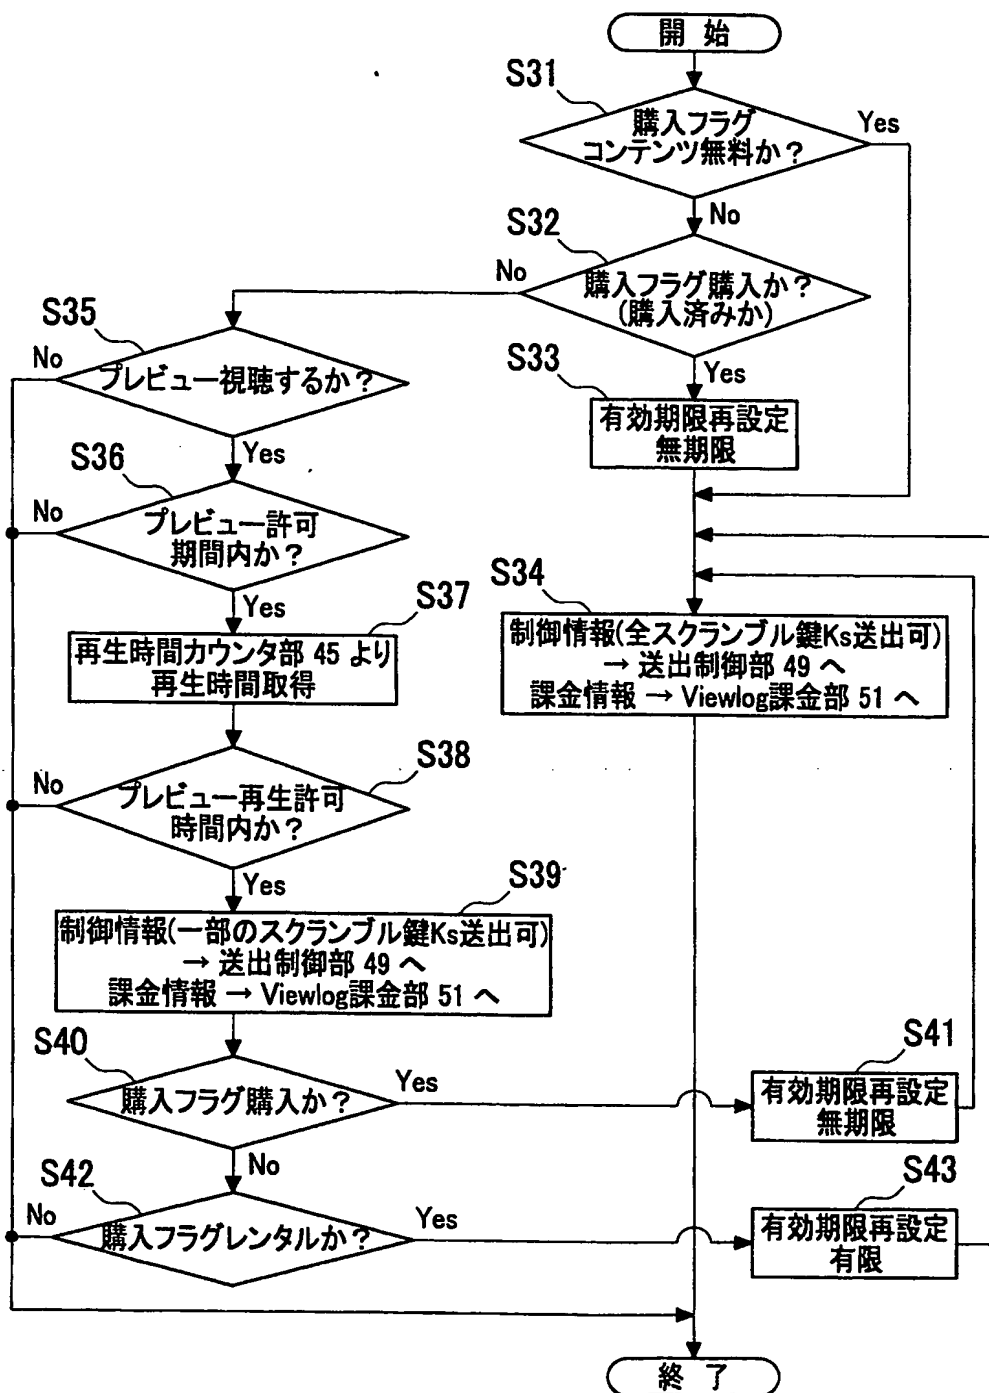 開 始
S31
購入フラグ
コンテンツ無料か？
Yes
No
S32
購入フラグ購入か？
(購入済みか)
No
Yes
S33
有効期限再設定
無期限
S35
プレビュー視聴するか？
No
Yes
S36
プレビュー許可
期間内か？
No
Yes
S37
再生時間カウンタ部 45 より
再生時間取得
S34
制御情報(全スクランブル鍵Ks送出可)
→ 送出制御部 49 へ
課金情報 → Viewlog課金部 51 へ
S38
プレビュー再生許可
時間内か？
No
Yes
S39
制御情報(一部のスクランブル鍵Ks送出可)
→ 送出制御部 49 へ
課金情報 → Viewlog課金部 51 へ
S40
購入フラグ購入か？
Yes
No
S41
有効期限再設定
無期限
S42
購入フラグレンタルか？
No
Yes
S43
有効期限再設定
有限
終 了